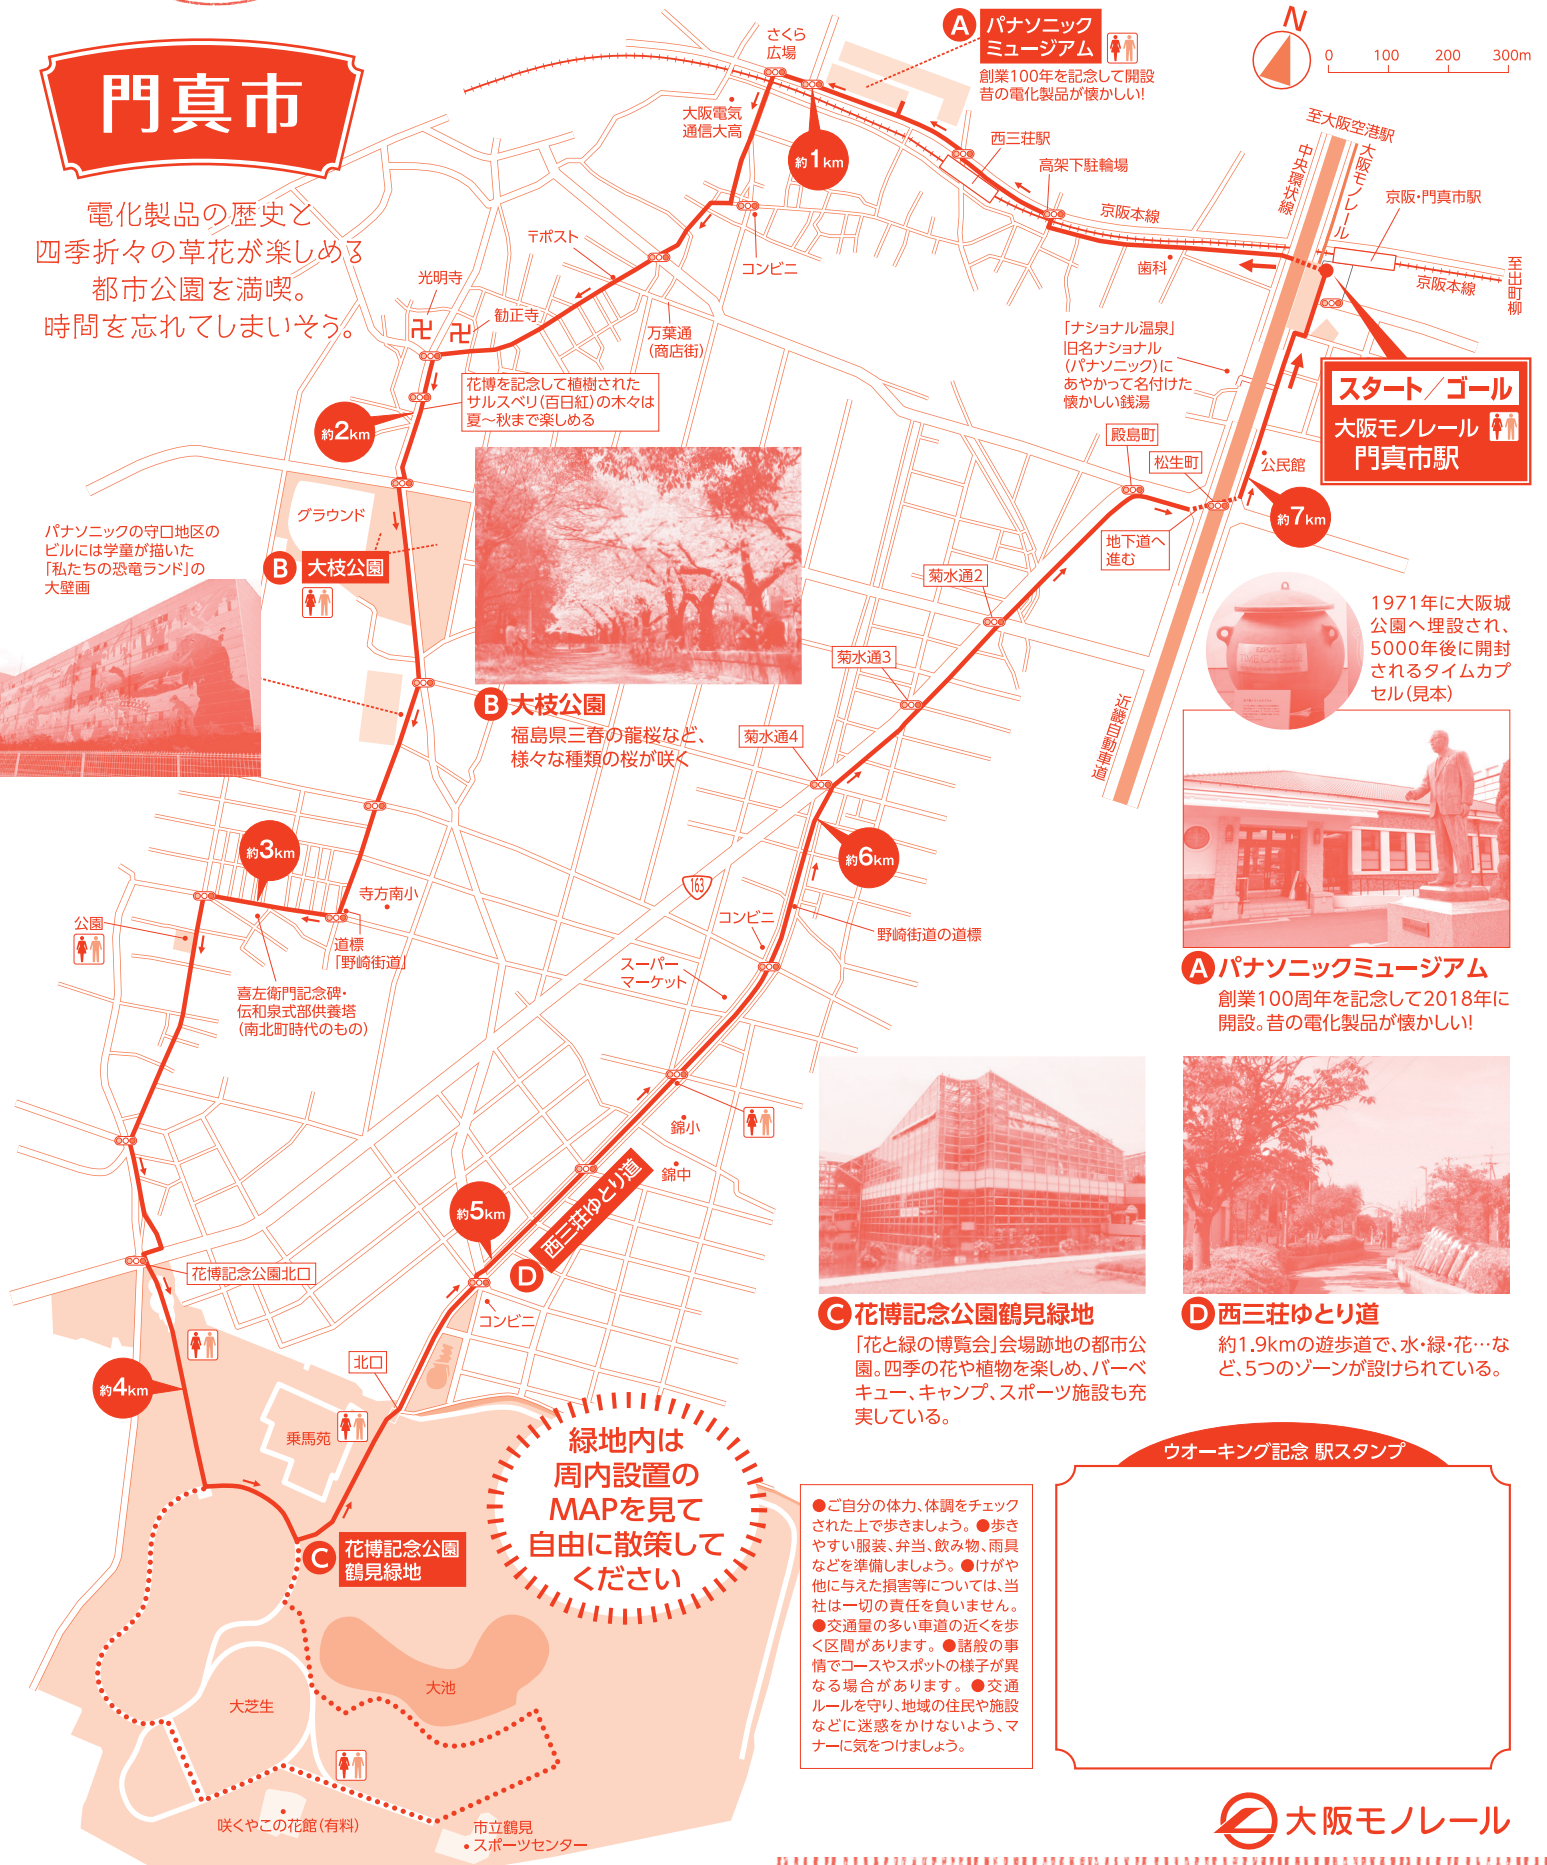 門真市
電化製品の歴史と
四季折々の草花が楽しめる
都市公園を満喫。
時間を忘れてしまいそう。
さくら
広場
A パナソニック
ミュージアム
創業100年を記念して開設
昔の電化製品が懐かしい!
N
0 100 200 300m
大阪電気
通信大高
約1km
西三荘駅
高架下駐輪場
京阪本線
至大阪空港駅
中央環状線
大阪モノレール
京阪・門真市駅
京阪本線
至出町柳
歯科
〒ポスト
コンビニ
光明寺
卍
卍
勧正寺
万葉通
(商店街)
「ナショナル温泉」
旧名ナショナル
(パナソニック)に
あやかって名付けた
懐かしい銭湯
スタート/ゴール
大阪モノレール
門真市駅
花博を記念して植樹された
サルスベリ(百日紅)の木々は
夏~秋まで楽しめる
約2km
殿島町
松生町
公民館
約7km
地下道へ
進む
グラウンド
B 大枝公園
パナソニックの守口地区の
ビルには学童が描いた
「私たちの恐竜ランド」の
大壁画
菊水通2
菊水通3
菊水通4
B 大枝公園
福島県三春の龍桜など、
様々な種類の桜が咲く
近畿自動車道
1971年に大阪城
公園へ埋設され、
5000年後に開封
されるタイムカプ
セル(見本)
約3km
約6km
163
寺方南小
公園
道標
「野崎街道」
コンビニ
野崎街道の道標
スーパー
マーケット
喜左衛門記念碑・
伝和泉式部供養塔
(南北町時代のもの)
A パナソニックミュージアム
創業100周年を記念して2018年に
開設。昔の電化製品が懐かしい!
錦小
錦中
約5km
D 西三荘ゆとり道
花博記念公園北口
コンビニ
北口
約4km
乗馬苑
C 花博記念公園鶴見緑地
「花と緑の博覧会」会場跡地の都市公
園。四季の花や植物を楽しめ、バーベ
キュー、キャンプ、スポーツ施設も充
実している。
D 西三荘ゆとり道
約1.9kmの遊歩道で、水・緑・花…な
ど、5つのゾーンが設けられている。
緑地内は
周内設置の
MAPを見て
自由に散策して
ください
C 花博記念公園
鶴見緑地
大池
大芝生
咲くやこの花館(有料)
市立鶴見
スポーツセンター
●ご自分の体力、体調をチェック
された上で歩きましょう。●歩き
やすい服装、弁当、飲み物、雨具
などを準備しましょう。●けがや
他に与えた損害等については、当
社は一切の責任を負いません。
●交通量の多い車道の近くを歩
く区間があります。●諸般の事
情でコースやスポットの様子が異
なる場合があります。●交通
ルールを守り、地域の住民や施設
などに迷惑をかけないよう、マ
ナーに気をつけましょう。
ウオーキング記念 駅スタンプ
大阪モノレール